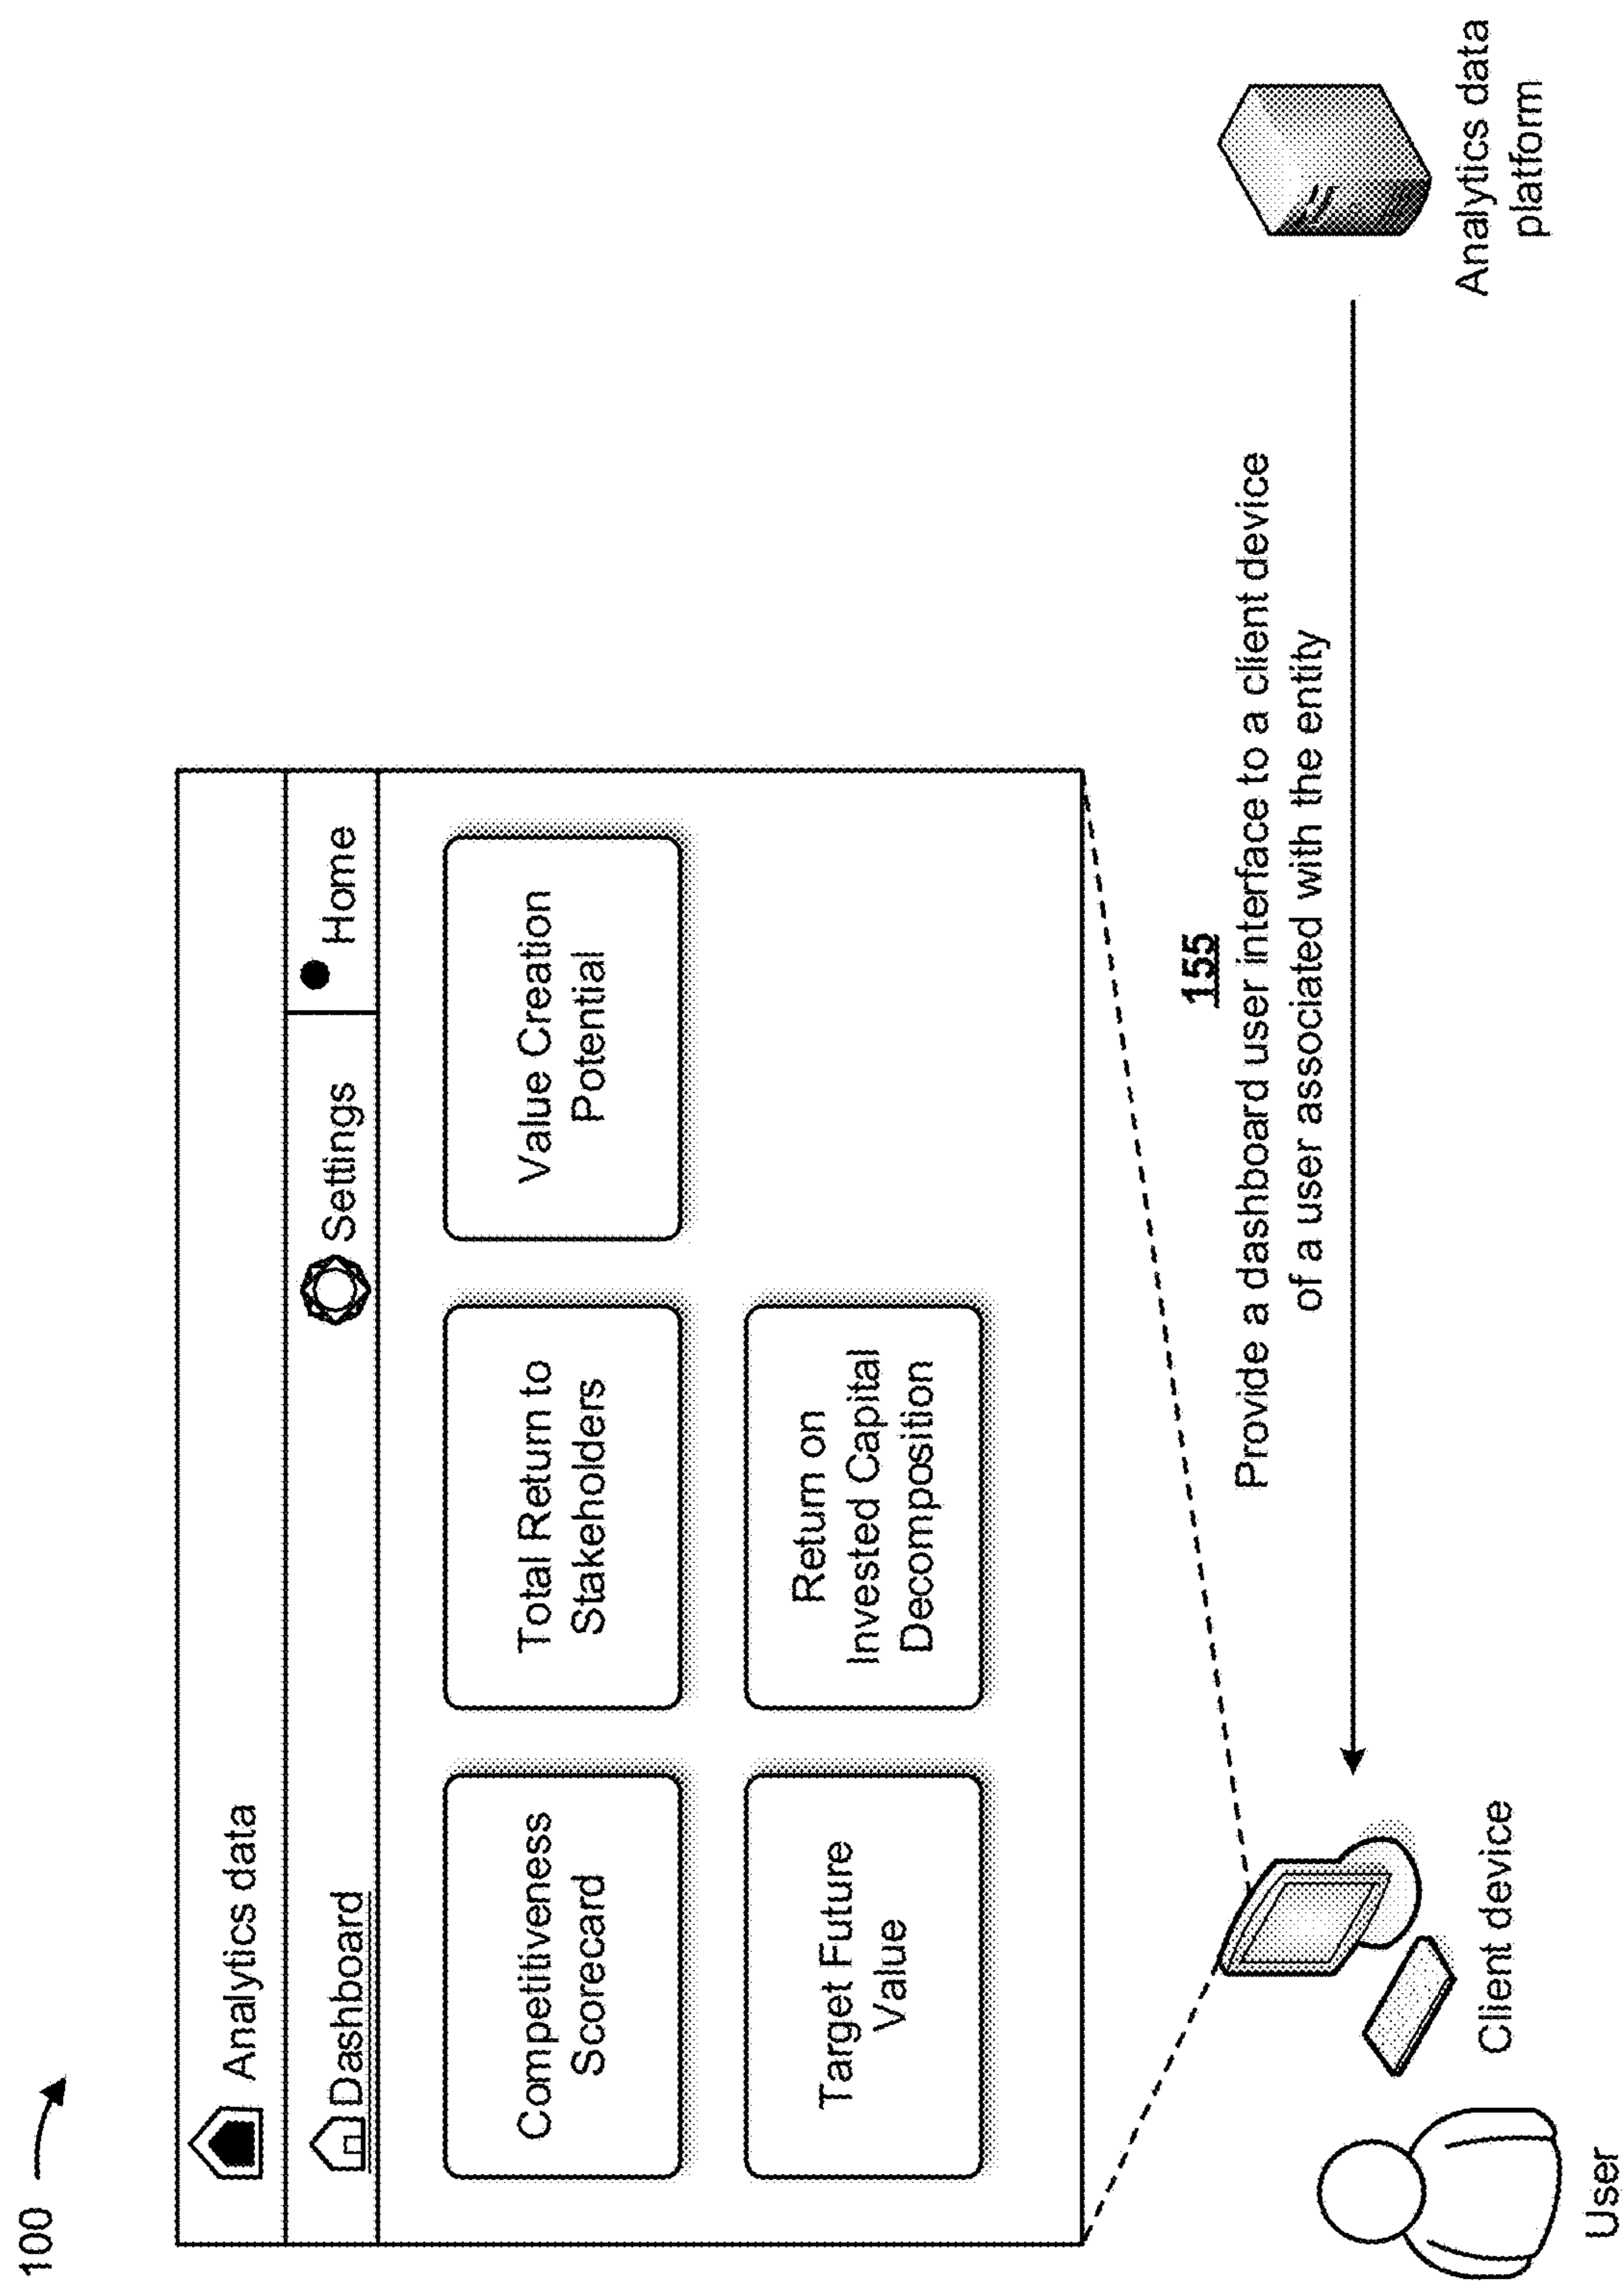 100
Analytics data
Dashboard
Settings
Home
Competitiveness
Scorecard
Total Return to
Stakeholders
Value Creation
Potential
Target Future
Value
Return on
Invested Capital
Decomposition
155
Provide a dashboard user interface to a client device
of a user associated with the entity
User
Client device
Analytics data
platform